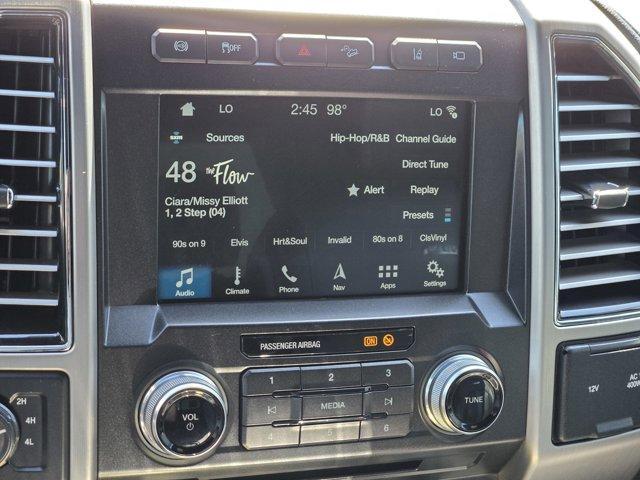 OFF
LO 2:45 98° LO
sxm Sources Hip-Hop/R&B Channel Guide
Direct Tune
48 the Flow
Alert Replay
Ciara/Missy Elliott
1, 2 Step (04)
Presets
90s on 9 Elvis Hrt&Soul Invalid 80s on 8 ClsVinyl
Audio Climate Phone Nav Apps Settings
PASSENGER AIRBAG ON
1 2 3
VOL MEDIA TUNE
4 5 6
2H
4H
4L
12V
AC
400W